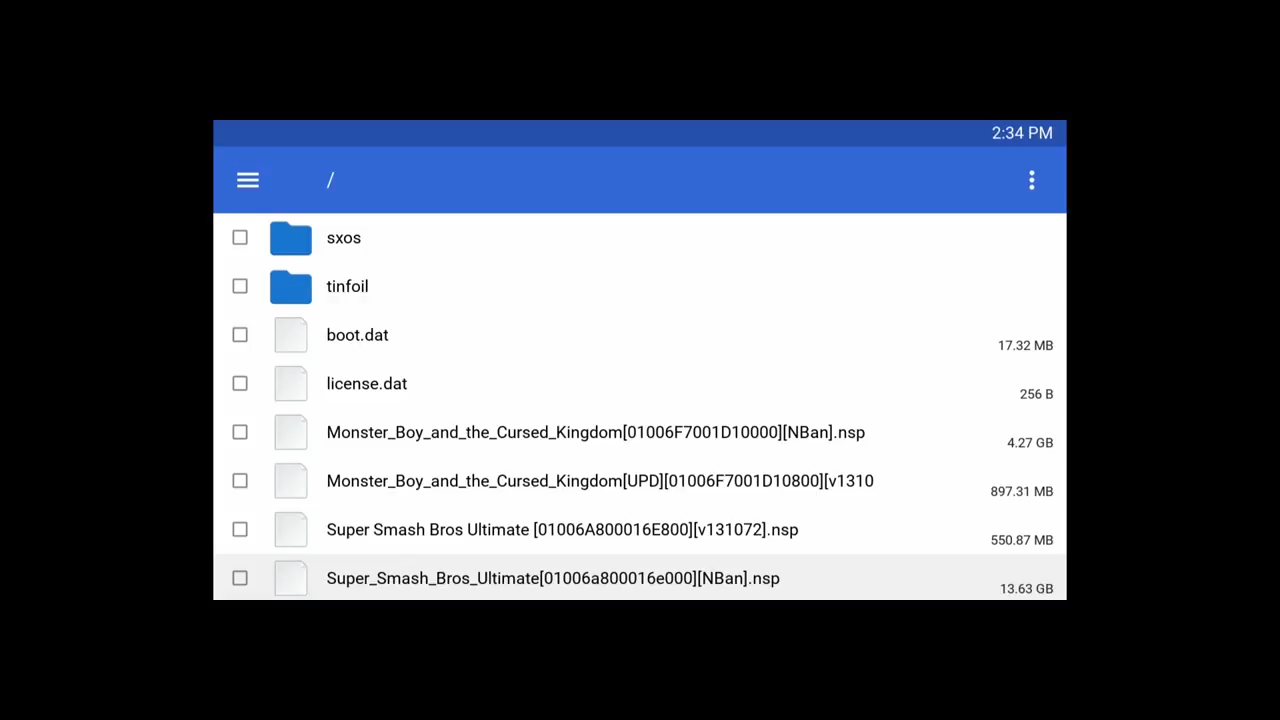 2:34 PM
/
sxos
tinfoil
boot.dat
17.32 MB
license.dat
256 B
Monster_Boy_and_the_Cursed_Kingdom[01006F7001D10000][NBan].nsp
4.27 GB
Monster_Boy_and_the_Cursed_Kingdom[UPD][01006F7001D10800][v1310
897.31 MB
Super Smash Bros Ultimate [01006A800016E800][v131072].nsp
550.87 MB
Super_Smash_Bros_Ultimate[01006a800016e000][NBan].nsp
13.63 GB